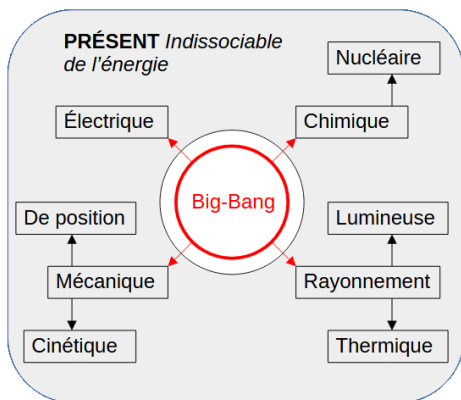 PRÉSENT Indissociable
de l'énergie
Nucléaire
Électrique
Chimique
Big-Bang
De position
Lumineuse
Mécanique
Rayonnement
Cinétique
Thermique